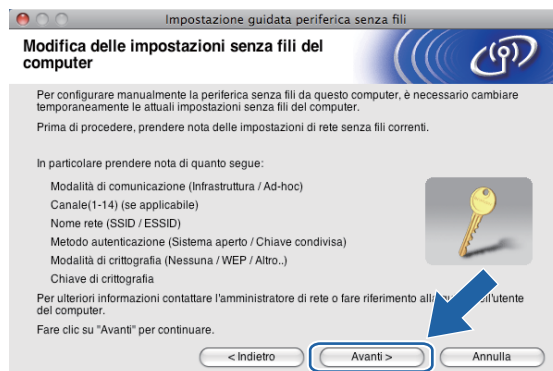 Impostazione guidata periferica senza fili
Modifica delle impostazioni senza fili del
computer
Per configurare manualmente la periferica senza fili da questo computer, è necessario cambiare
temporaneamente le attuali impostazioni senza fili del computer.
Prima di procedere, prendere nota delle impostazioni di rete senza fili correnti.
In particolare prendere nota di quanto segue:
Modalità di comunicazione (Infrastruttura / Ad-hoc)
Canale(1-14) (se applicabile)
Nome rete (SSID / ESSID)
Metodo autenticazione (Sistema aperto / Chiave condivisa)
Modalità di crittografia (Nessuna / WEP / Altro..)
Chiave di crittografia
Per ulteriori informazioni contattare l'amministratore di rete o fare riferimento dell'utente
del computer.
Fare clic su "Avanti" per continuare.
< Indietro
Avanti >
Annulla